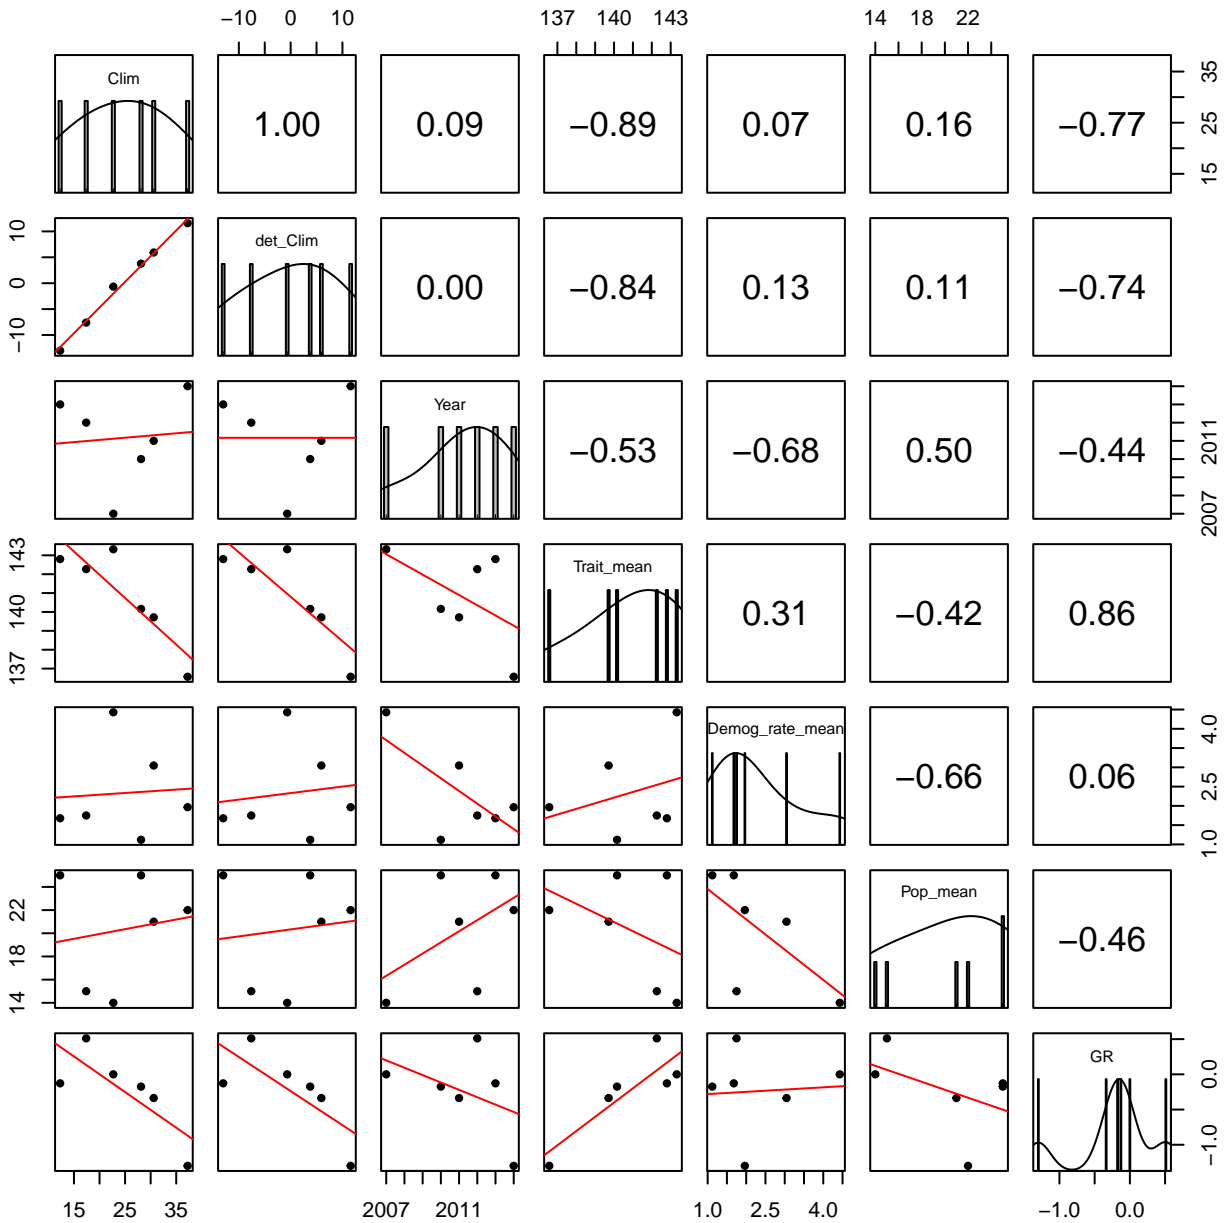 −10 0 10 137 140 143 14 18 22
Clim 1.00 0.09 −0.89 0.07 0.16 −0.77 15 25 35
−10 0 10 det_Clim 0.00 −0.84 0.13 0.11 −0.74
Year −0.53 −0.68 0.50 −0.44 2007 2011
137 140 143 Trait_mean 0.31 −0.42 0.86
Demog_rate_mean −0.66 0.06 1.0 2.5 4.0
14 18 22 Pop_mean −0.46
GR −1.0 0.0
15 25 35 2007 2011 1.0 2.5 4.0 −1.0 0.0